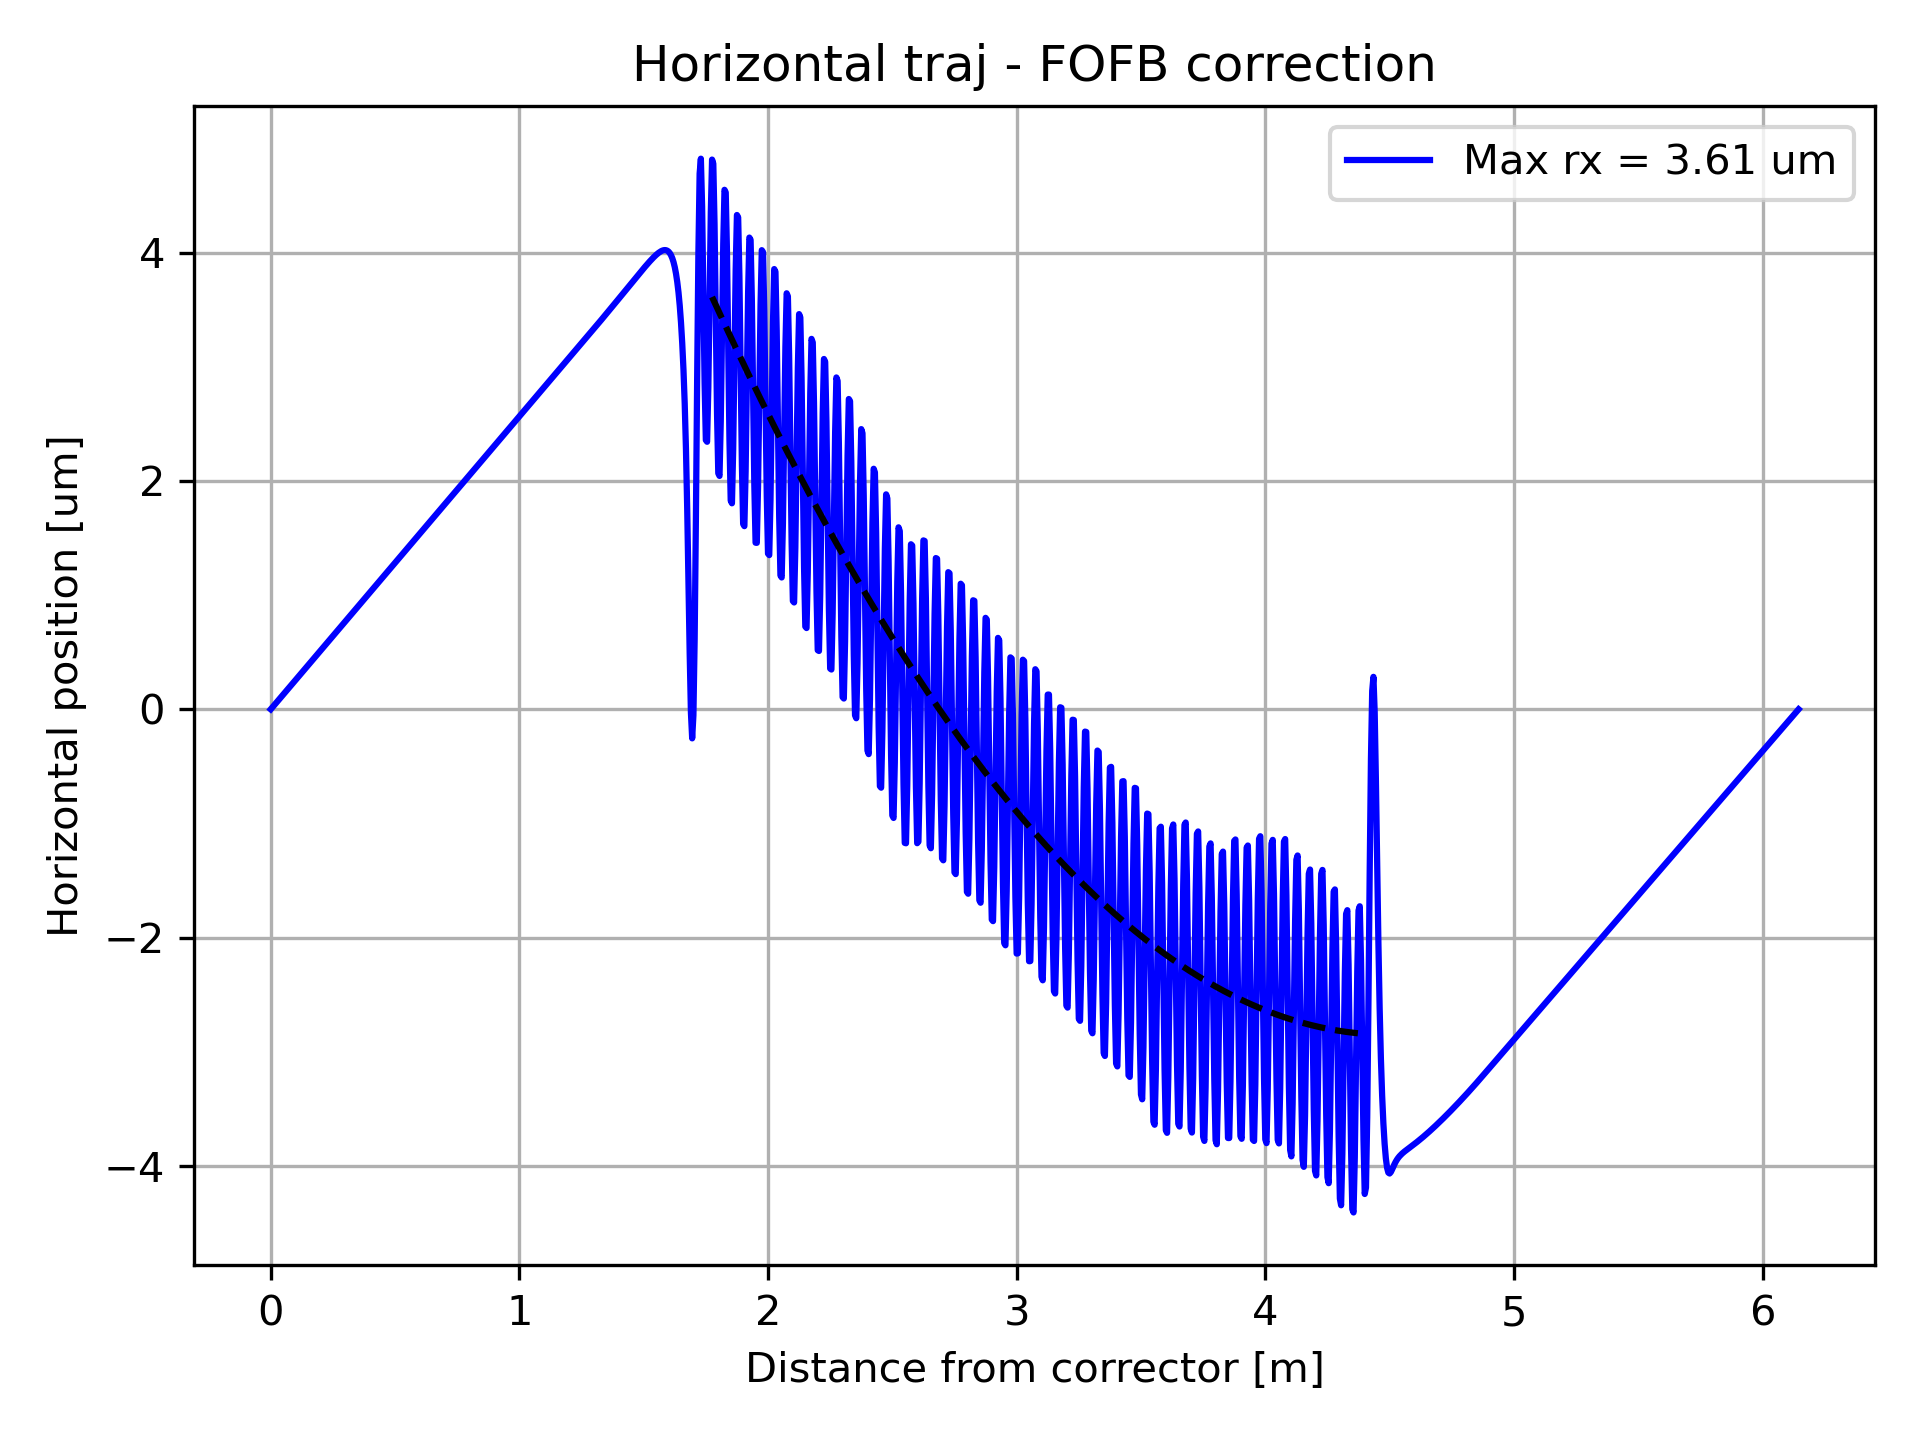 Horizontal traj - FOFB correction
Max rx = 3.61 um
Horizontal position [um]
4
2
0
−2
−4
0 1 2 3 4 5 6
Distance from corrector [m]